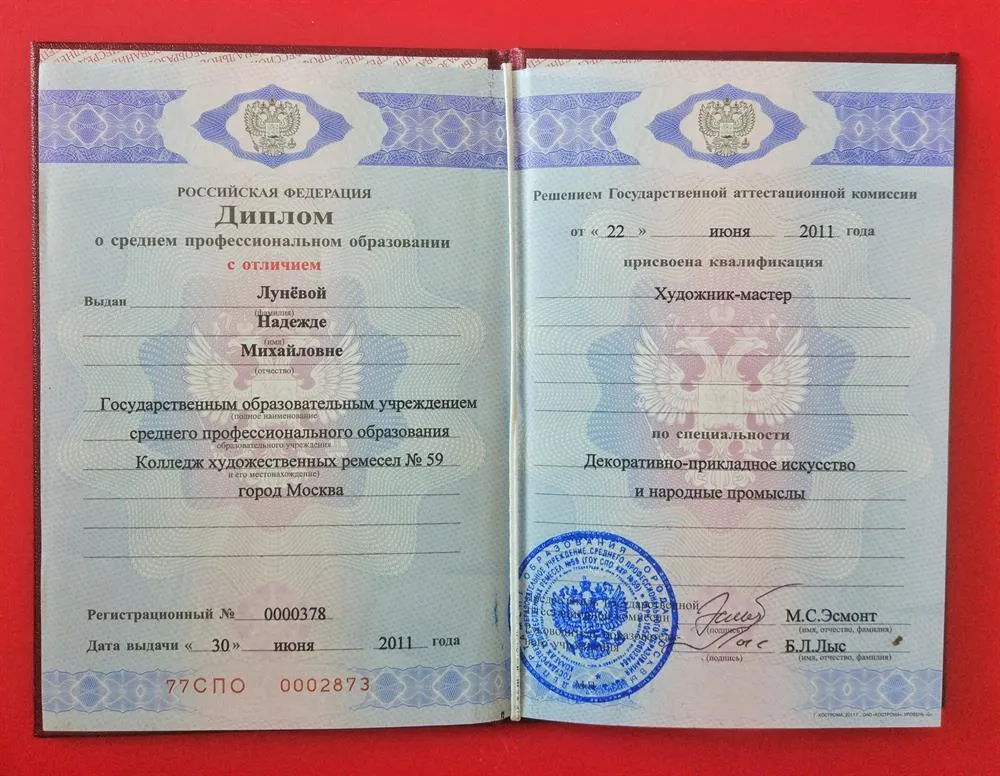 РОССИЙСКАЯ ФЕДЕРАЦИЯ
Диплом
о среднем профессиональном образовании
с отличием
Выдан Лунёвой
(фамилия)
Надежде
(имя)
Михайловне
(отчество)
Государственным образовательным учреждением
(полное наименование
среднего профессионального образования
образовательного учреждения
Колледж художественных ремесел № 59
и его местонахождение)
город Москва
Регистрационный № 0000378
Дата выдачи « 30 » июня 2011 года
77СПО 0002873
Решением Государственной аттестационной комиссии
от « 22 » июня 2011 года
присвоена квалификация
Художник-мастер
по специальности
Декоративно-прикладное искусство
и народные промыслы
Государственной
комиссии
(подпись)
М.С.Эсмонт
(имя, отчество, фамилия)
(подпись)
Б.Л.Лыс
(имя, отчество, фамилия)
М.П.